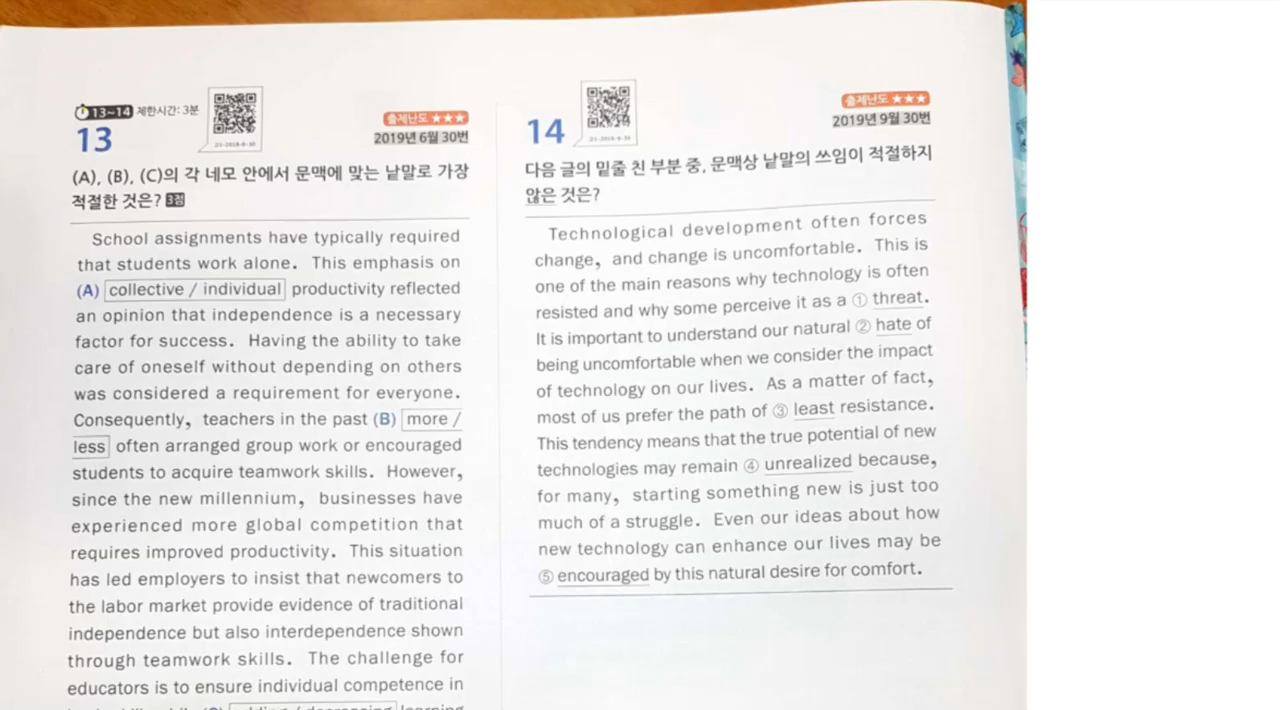 13~14 제한시간: 3분
13
출제난도 ★★★
2019년 6월 30번
(A), (B), (C)의 각 네모 안에서 문맥에 맞는 낱말로 가장
적절한 것은? 3점
School assignments have typically required
that students work alone. This emphasis on
(A) collective / individual productivity reflected
an opinion that independence is a necessary
factor for success. Having the ability to take
care of oneself without depending on others
was considered a requirement for everyone.
Consequently, teachers in the past (B) more /
less often arranged group work or encouraged
students to acquire teamwork skills. However,
since the new millennium, businesses have
experienced more global competition that
requires improved productivity. This situation
has led employers to insist that newcomers to
the labor market provide evidence of traditional
independence but also interdependence shown
through teamwork skills. The challenge for
educators is to ensure individual competence in
14
출제난도 ★★★
2019년 9월 30번
다음 글의 밑줄 친 부분 중, 문맥상 낱말의 쓰임이 적절하지
않은 것은?
Technological development often forces
change, and change is uncomfortable. This is
one of the main reasons why technology is often
resisted and why some perceive it as a ① threat.
It is important to understand our natural ② hate of
being uncomfortable when we consider the impact
of technology on our lives. As a matter of fact,
most of us prefer the path of ③ least resistance.
This tendency means that the true potential of new
technologies may remain ④ unrealized because,
for many, starting something new is just too
much of a struggle. Even our ideas about how
new technology can enhance our lives may be
⑤ encouraged by this natural desire for comfort.